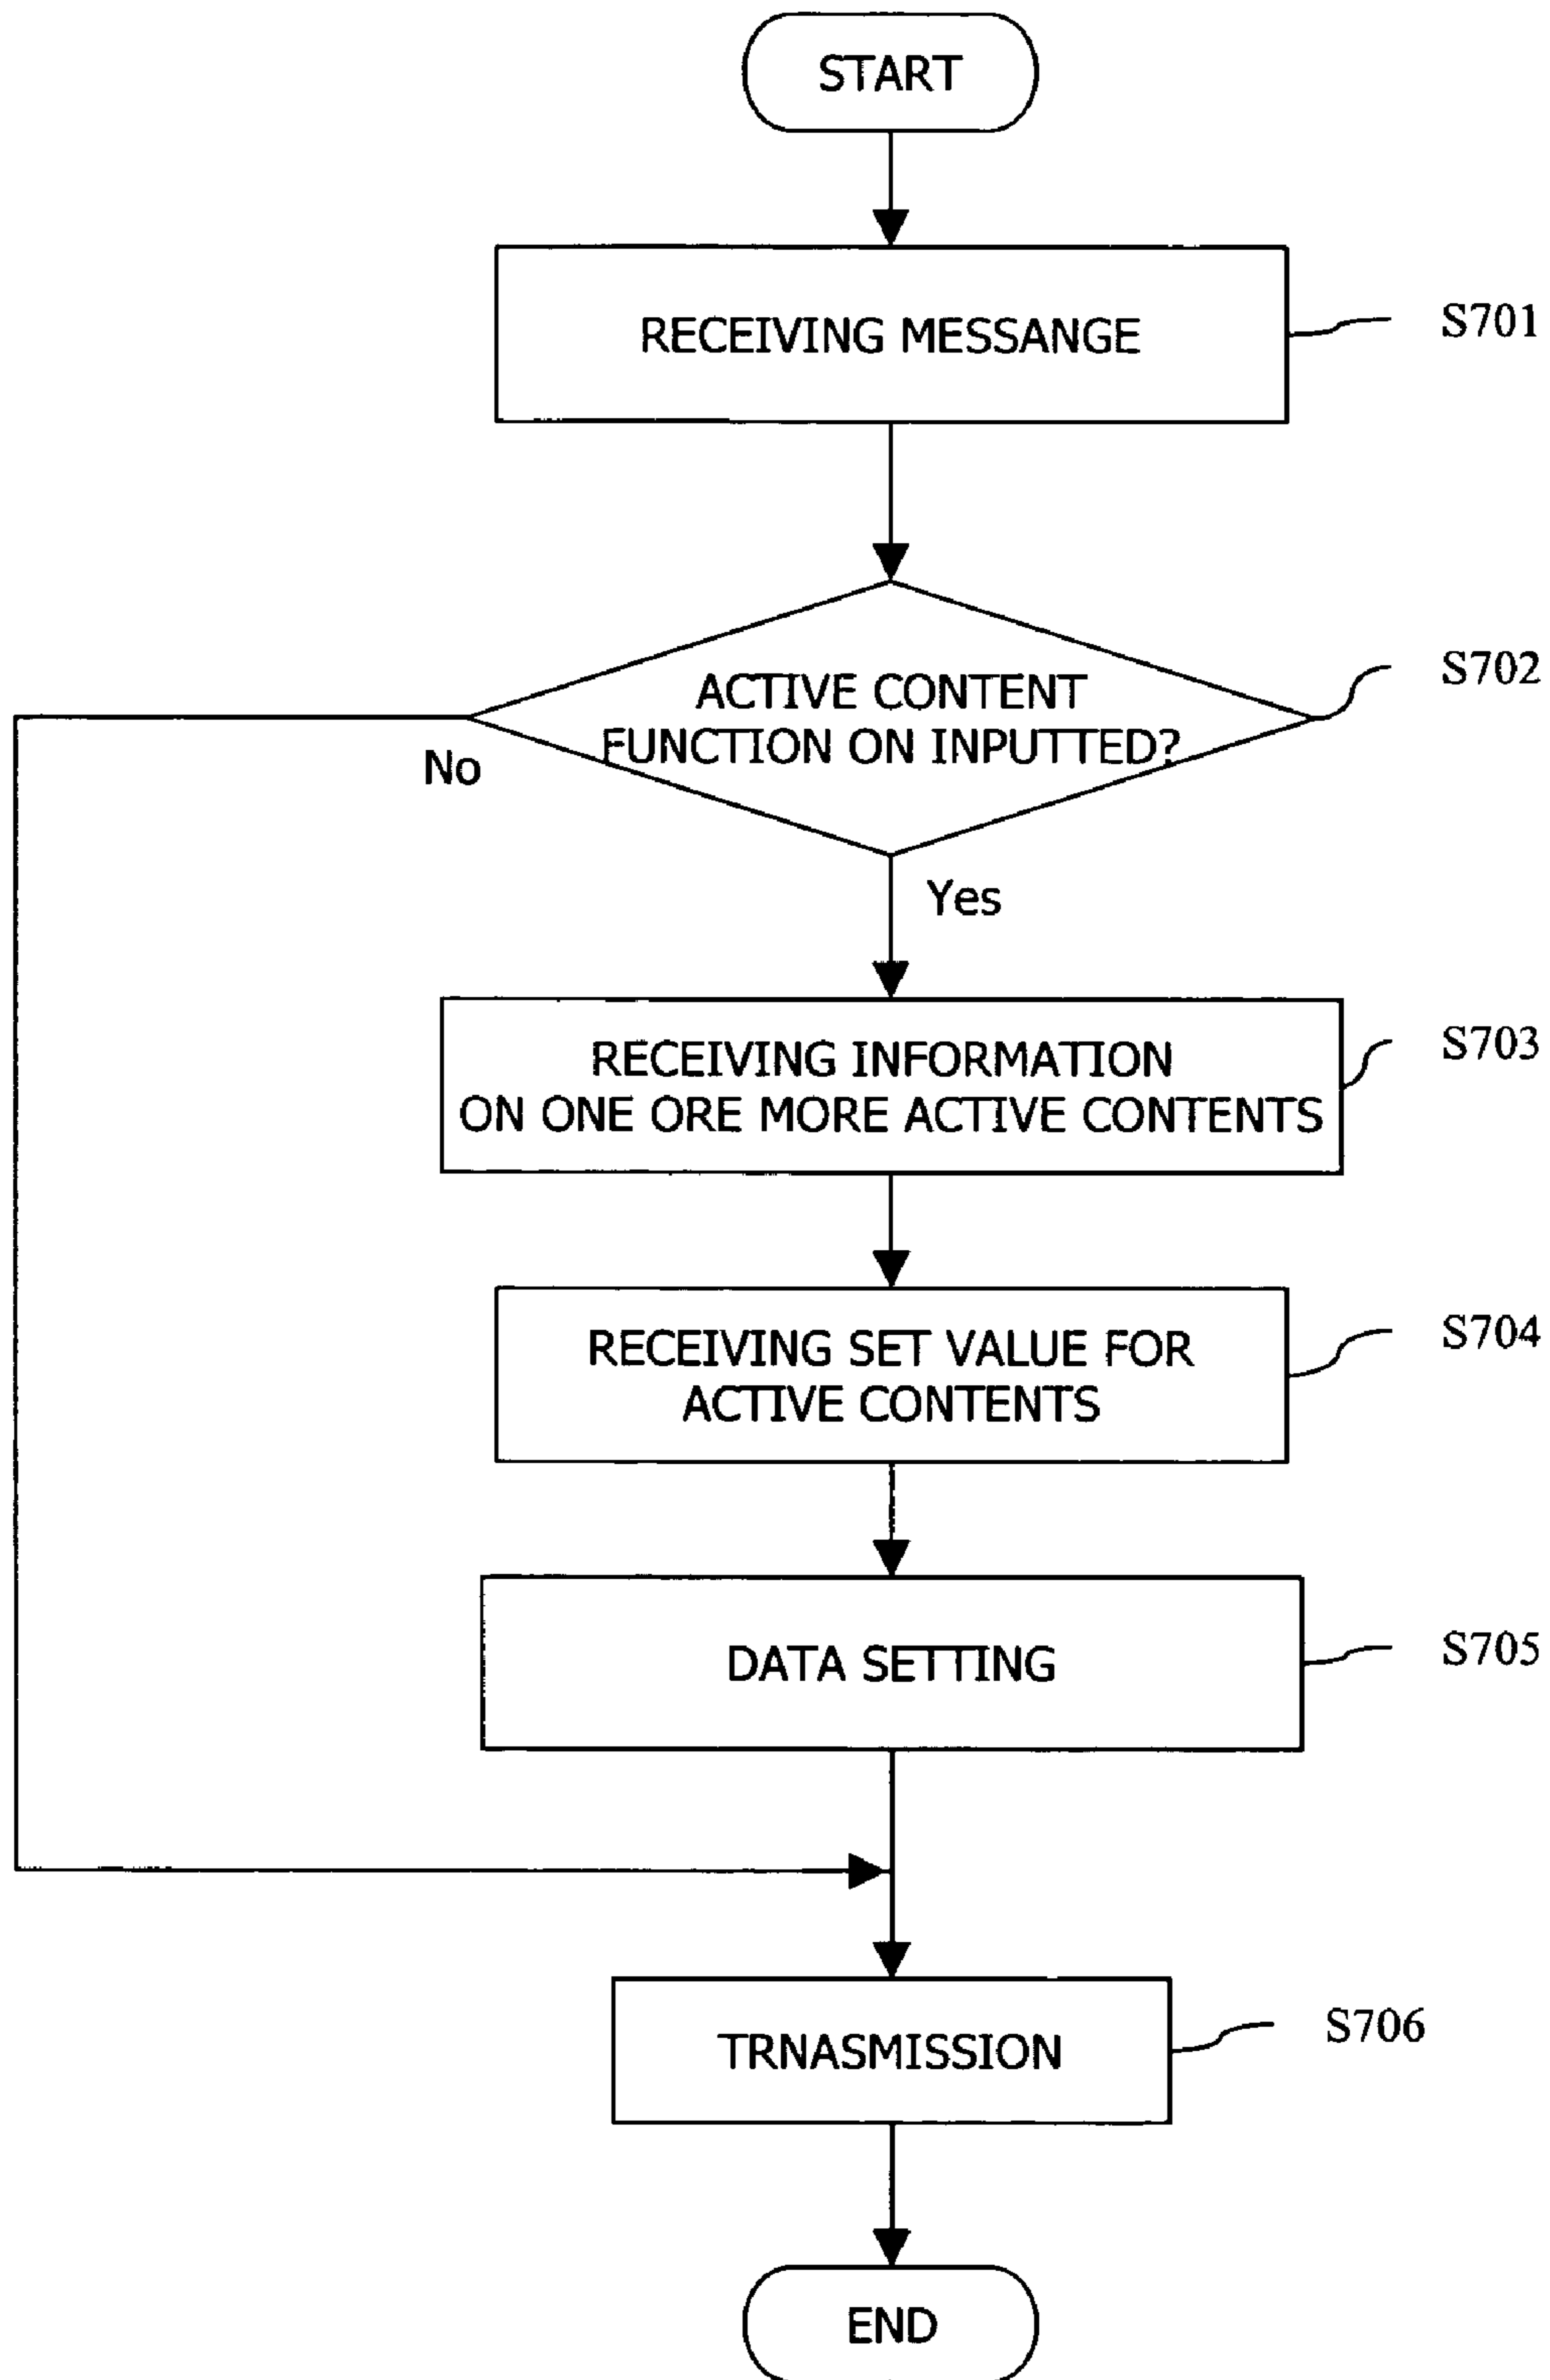 START
RECEIVING MESSANGE
S701
ACTIVE CONTENT
FUNCTION ON INPUTTED?
S702
No
Yes
RECEIVING INFORMATION
ON ONE ORE MORE ACTIVE CONTENTS
S703
RECEIVING SET VALUE FOR
ACTIVE CONTENTS
S704
DATA SETTING
S705
TRNASMISSION
S706
END